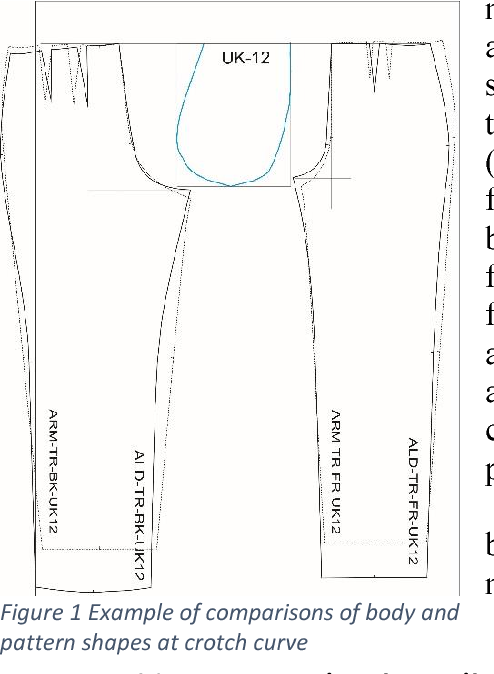 UK-12
ARM-TR-BK-UK12
ALD-TR-BK-UK12
ARM TR FR UK12
ALD-TR-FR-UK12
Figure 1 Example of comparisons of body and
pattern shapes at crotch curve